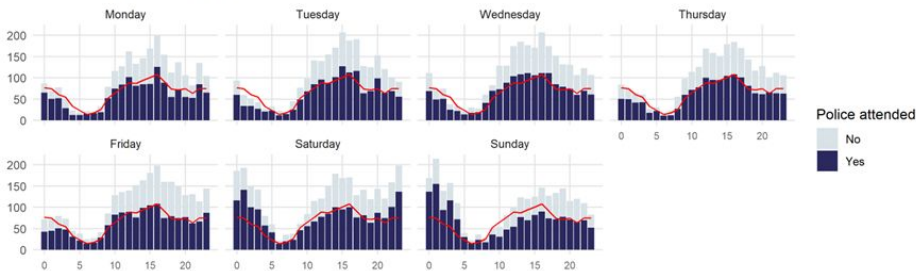 Monday Tuesday Wednesday Thursday
200
150
100
50
0
0 5 10 15 20
Police attended
No
Yes
Friday Saturday Sunday
200
150
100
50
0
0 5 10 15 20 0 5 10 15 20 0 5 10 15 20